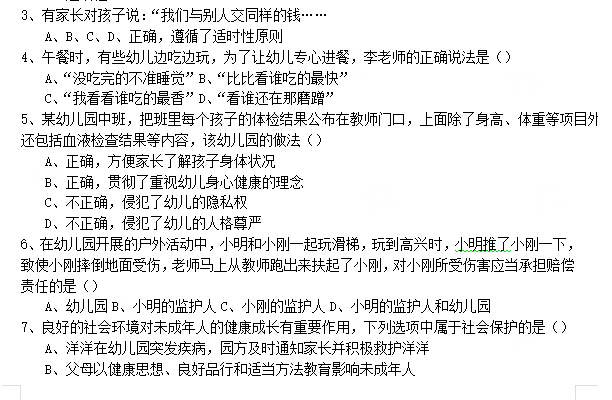 3、有家长对孩子说：“我们与别人交同样的钱……
A、B、C、D、正确，遵循了适时性原则
4、午餐时，有些幼儿边吃边玩，为了让幼儿专心进餐，李老师的正确说法是（）
A、“没吃完的不准睡觉”B、“比比看谁吃的最快”
C、“我看看谁吃的最香”D、“看谁还在那磨蹭”
5、某幼儿园中班，把班里每个孩子的体检结果公布在教师门口，上面除了身高、体重等项目外
还包括血液检查结果等内容，该幼儿园的做法（）
A、正确，方便家长了解孩子身体状况
B、正确，贯彻了重视幼儿身心健康的理念
C、不正确，侵犯了幼儿的隐私权
D、不正确，侵犯了幼儿的人格尊严
6、在幼儿园开展的户外活动中，小明和小刚一起玩滑梯，玩到高兴时，小明推了小刚一下，
致使小刚摔倒地面受伤，老师马上从教师跑出来扶起了小刚，对小刚所受伤害应当承担赔偿
责任的是（）
A、幼儿园B、小明的监护人C、小刚的监护人D、小明的监护人和幼儿园
7、良好的社会环境对未成年人的健康成长有重要作用，下列选项中属于社会保护的是（）
A、洋洋在幼儿园突发疾病，园方及时通知家长并积极救护洋洋
B、父母以健康思想、良好品行和适当方法教育影响未成年人